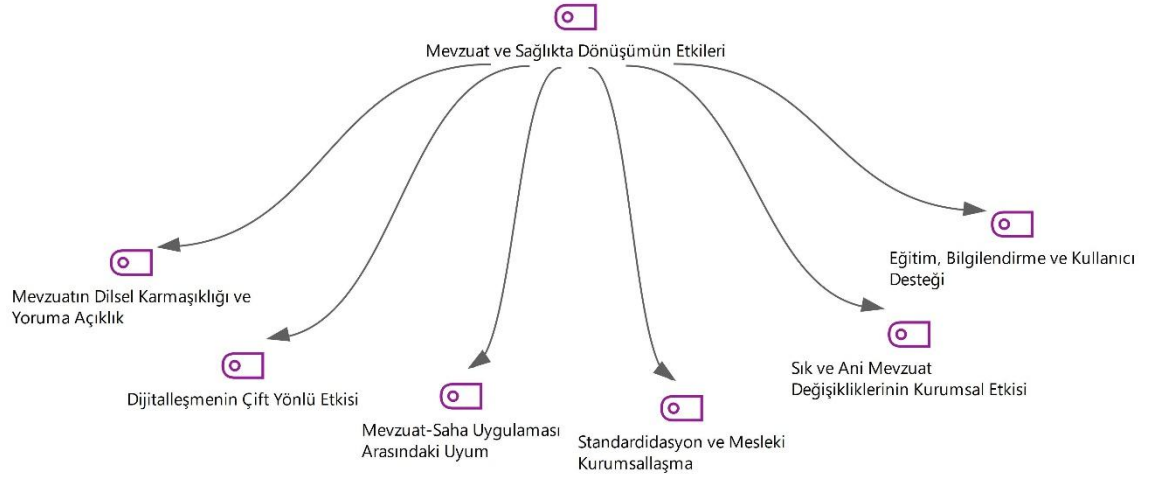 Mevzuat ve Sağlıkta Dönüşümün Etkileri
Eğitim, Bilgilendirme ve Kullanıcı
Desteği
Mevzuatın Dilsel Karmaşıklığı ve
Yoruma Açıklık
Sık ve Ani Mevzuat
Değişikliklerinin Kurumsal Etkisi
Dijitalleşmenin Çift Yönlü Etkisi
Mevzuat-Saha Uygulaması
Arasındaki Uyum
Standardidasyon ve Mesleki
Kurumsallaşma